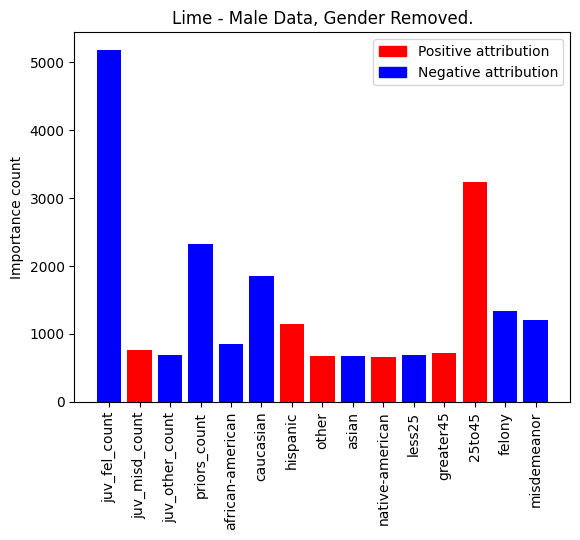 Lime - Male Data, Gender Removed.
Positive attribution
Negative attribution
Importance count
5000
4000
3000
2000
1000
0
juv_fel_count
juv_misd_count
juv_other_count
priors_count
african-american
caucasian
hispanic
other
asian
native-american
less25
greater45
25to45
felony
misdemeanor